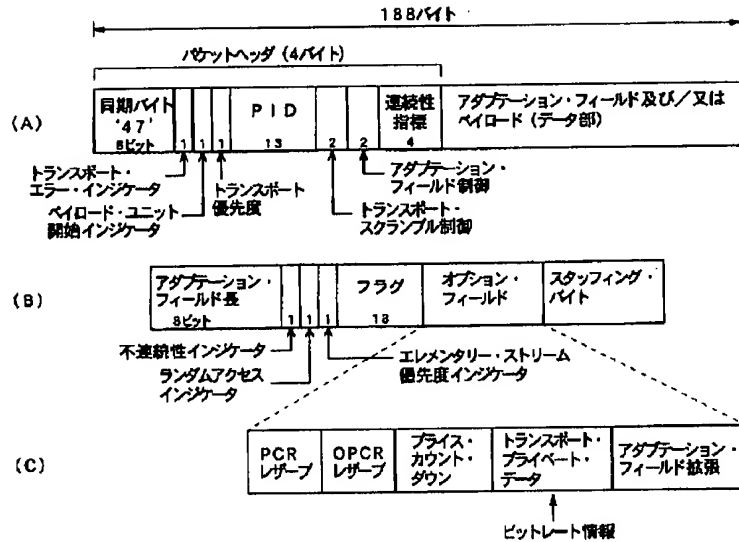 188バイト
パケットヘッダ (4バイト)
(A)
同期バイト
'47'
8ビット
1
1
1
PID
13
2
2
連続性
指標
4
アダプテーション・フィールド及び/又は
ペイロード (データ部)
トランスポート・
エラー・インジケータ
ペイロード・ユニット
開始インジケータ
トランスポート
優先度
アダプテーション・
フィールド制御
トランスポート・
スクランブル制御
(B)
アダプテーション・
フィールド長
8ビット
1
1
1
フラグ
18
オプション・
フィールド
スタッフィング・
バイト
不連続性インジケータ
ランダムアクセス
インジケータ
エレメンタリー・ストリーム
優先度インジケータ
(C)
PCR
レザーブ
OPCR
レザーブ
プライス・
カウント・
ダウン
トランスポート・
プライベート・
データ
アダプテーション・
フィールド拡張
ビットレート情報